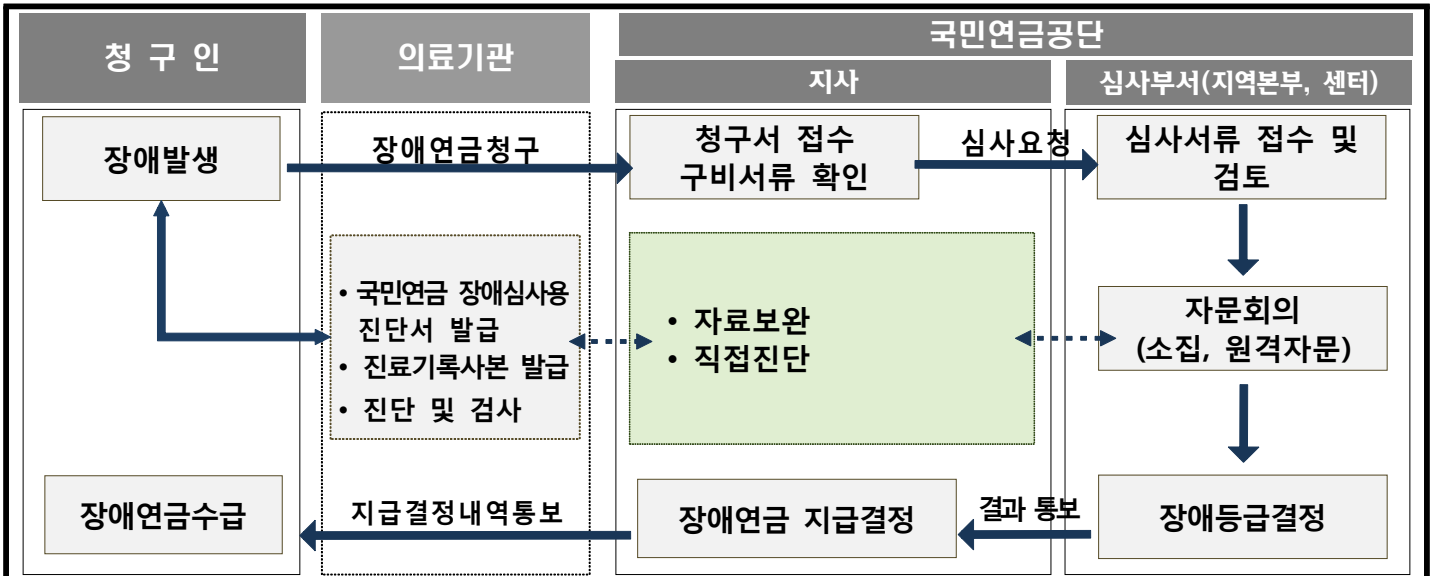 청 구 인
의료기관
국민연금공단
지사
심사부서(지역본부, 센터)
장애발생
장애연금청구
청구서 접수
구비서류 확인
심사요청
심사서류 접수 및
검토
• 국민연금 장애심사용
진단서 발급
• 진료기록사본 발급
• 진단 및 검사
• 자료보완
• 직접진단
자문회의
(소집, 원격자문)
장애연금수급
지급결정내역통보
장애연금 지급결정
결과 통보
장애등급결정